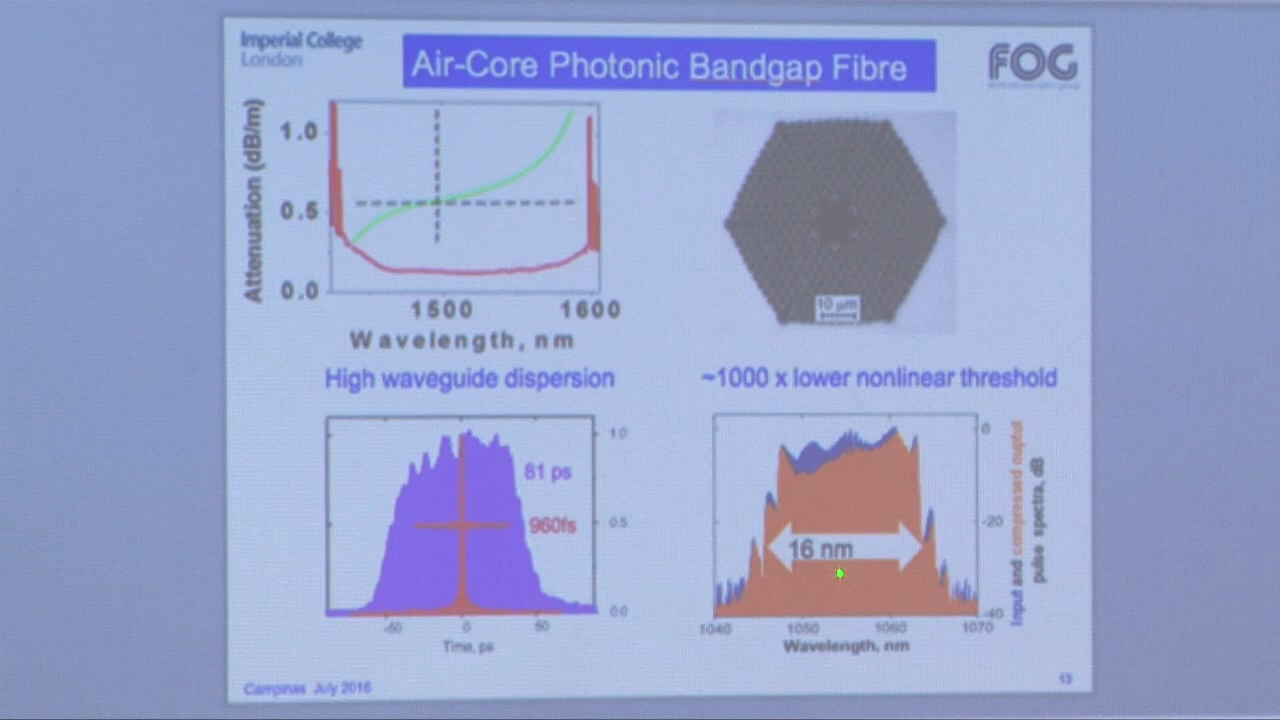 Imperial College
London
Air-Core Photonic Bandgap Fibre
FOG
Attenuation (dB/m)
1.0
0.5
0.0
1500 1600
Wavelength, nm
10 µm
High waveguide dispersion
~1000 x lower nonlinear threshold
1.0
0.5
0.0
81 ps
960fs
-50 0 50
Time, ps
0
-20
-40
16 nm
1040 1050 1060 1070
Wavelength, nm
Input and compressed ouptut
pulse spectra, dB
Campinas July 2016
13